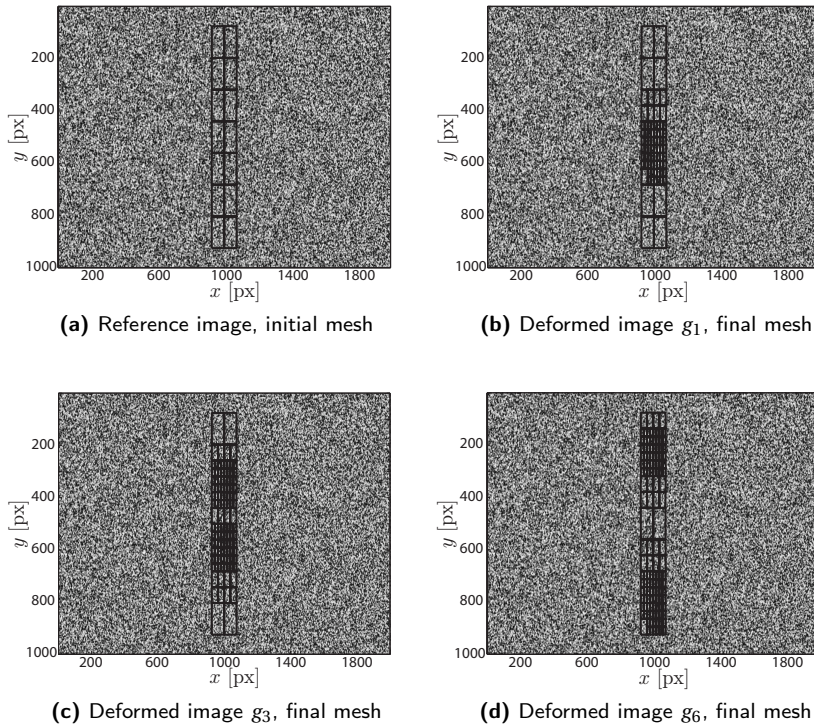 200
400
600
800
1000
y [px]
200 600 1000 1400 1800
x [px]
(a) Reference image, initial mesh
200
400
600
800
1000
y [px]
200 600 1000 1400 1800
x [px]
(b) Deformed image g₁, final mesh
200
400
600
800
1000
y [px]
200 600 1000 1400 1800
x [px]
(c) Deformed image g₃, final mesh
200
400
600
800
1000
y [px]
200 600 1000 1400 1800
x [px]
(d) Deformed image g₆, final mesh